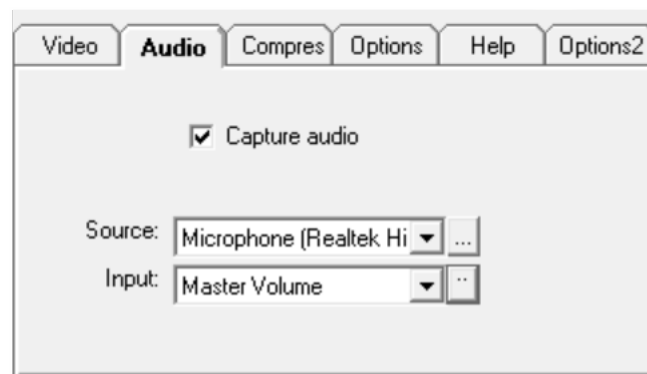 Video Audio Compres Options Help Options2
Capture audio
Source: Microphone (Realtek Hi ...
Input: Master Volume ..